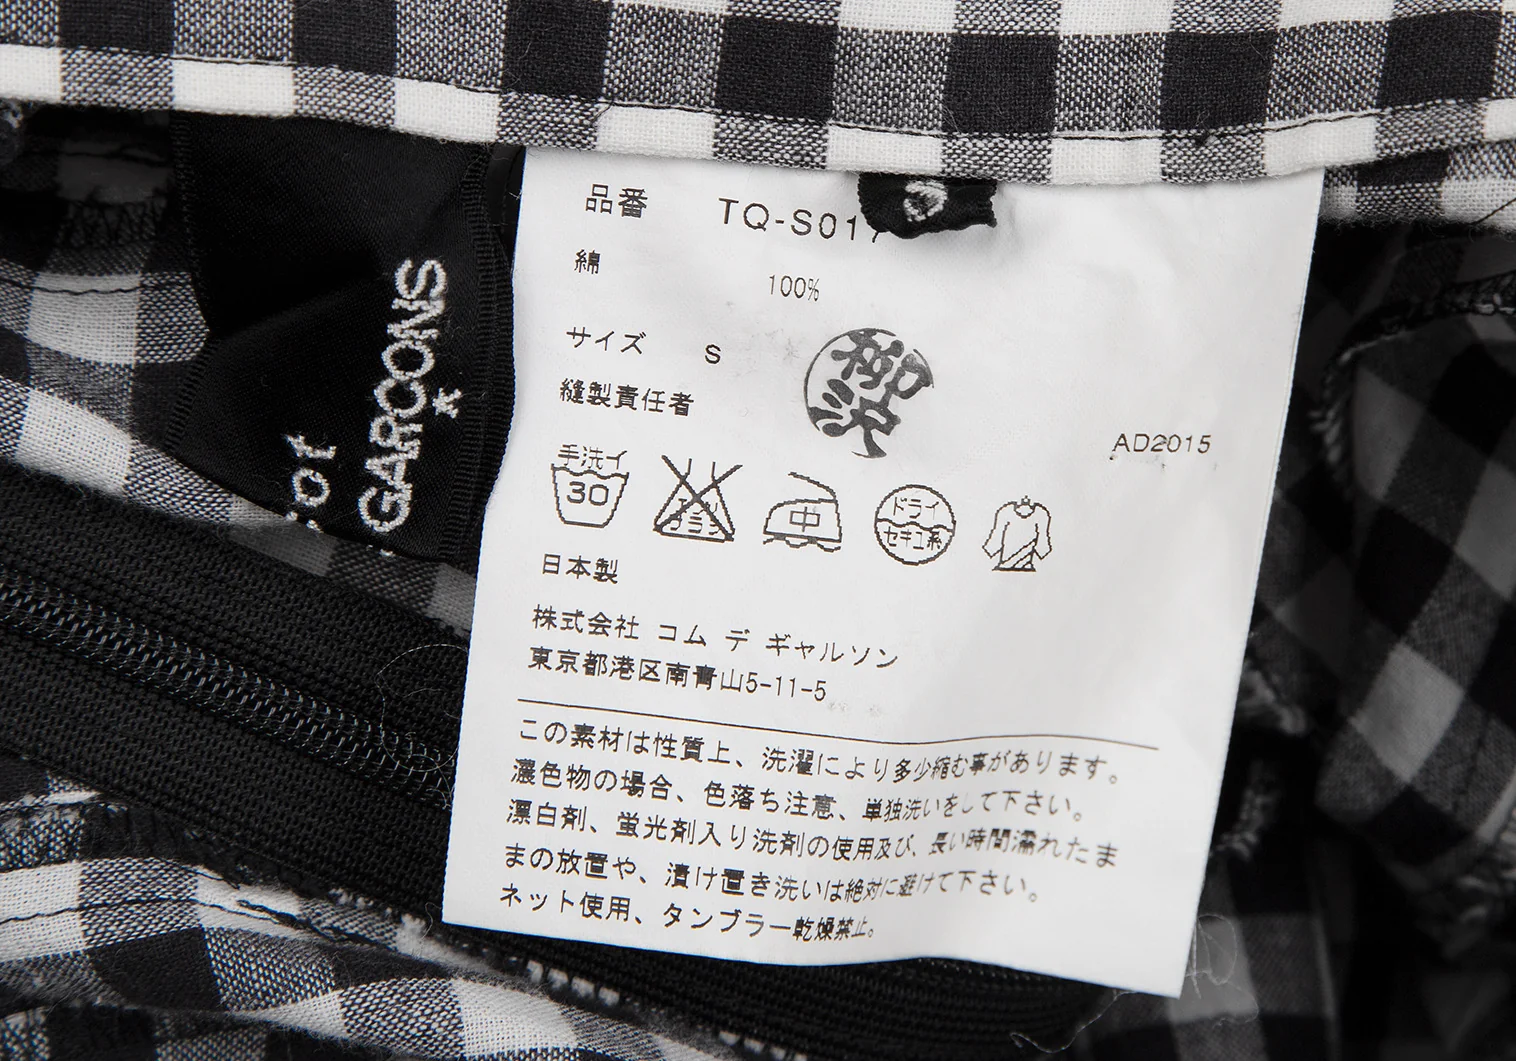 品番 TQ-S017
綿 100%
サイズ S
縫製責任者 柳沢
AD2015
手洗イ
30
エンソサラシ
中
ドライ
セキユ系
日本製
株式会社 コム デ ギャルソン
東京都港区南青山5-11-5
この素材は性質上、洗濯により多少縮む事があります。
濃色物の場合、色落ち注意、単独洗いをして下さい。
漂白剤、蛍光剤入り洗剤の使用及び、長い時間濡れたま
まの放置や、漬け置き洗いは絶対に避けて下さい。
ネット使用、タンブラー乾燥禁止。
GARÇONS